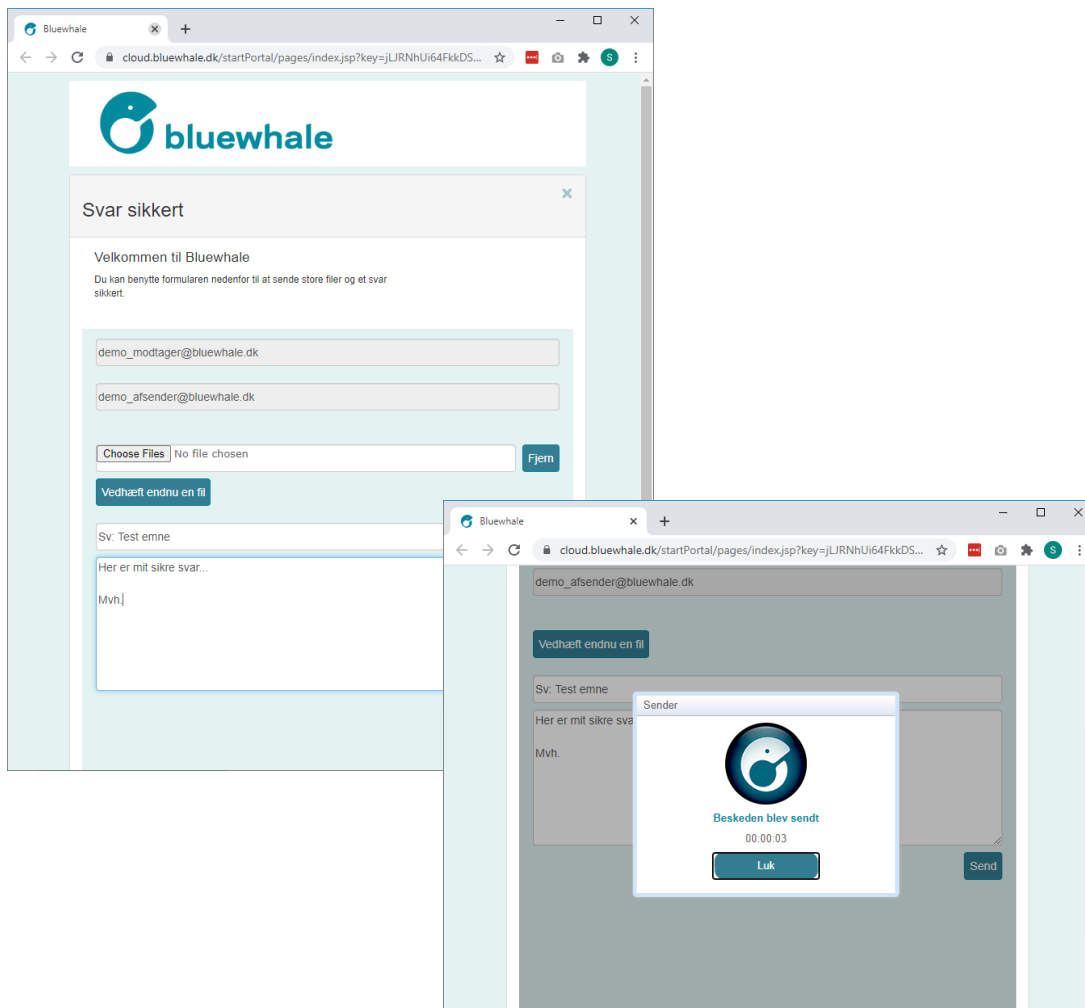 Bluewhale
cloud.bluewhale.dk/startPortal/pages/index.jsp?key=jLJRNhUi64FkkDS...
S
bluewhale
Svar sikkert
Velkommen til Bluewhale
Du kan benytte formularen nedenfor til at sende store filer og et svar
sikkert.
demo_modtager@bluewhale.dk
demo_afsender@bluewhale.dk
Choose Files No file chosen
Fjern
Vedhæft endnu en fil
Sv: Test emne
Her er mit sikre svar...
Mvh.
Bluewhale
cloud.bluewhale.dk/startPortal/pages/index.jsp?key=jLJRNhUi64FkkDS...
S
demo_afsender@bluewhale.dk
Vedhæft endnu en fil
Sv: Test emne
Her er mit sikre sva
Mvh.
Sender
Beskeden blev sendt
00:00:03
Luk
Send